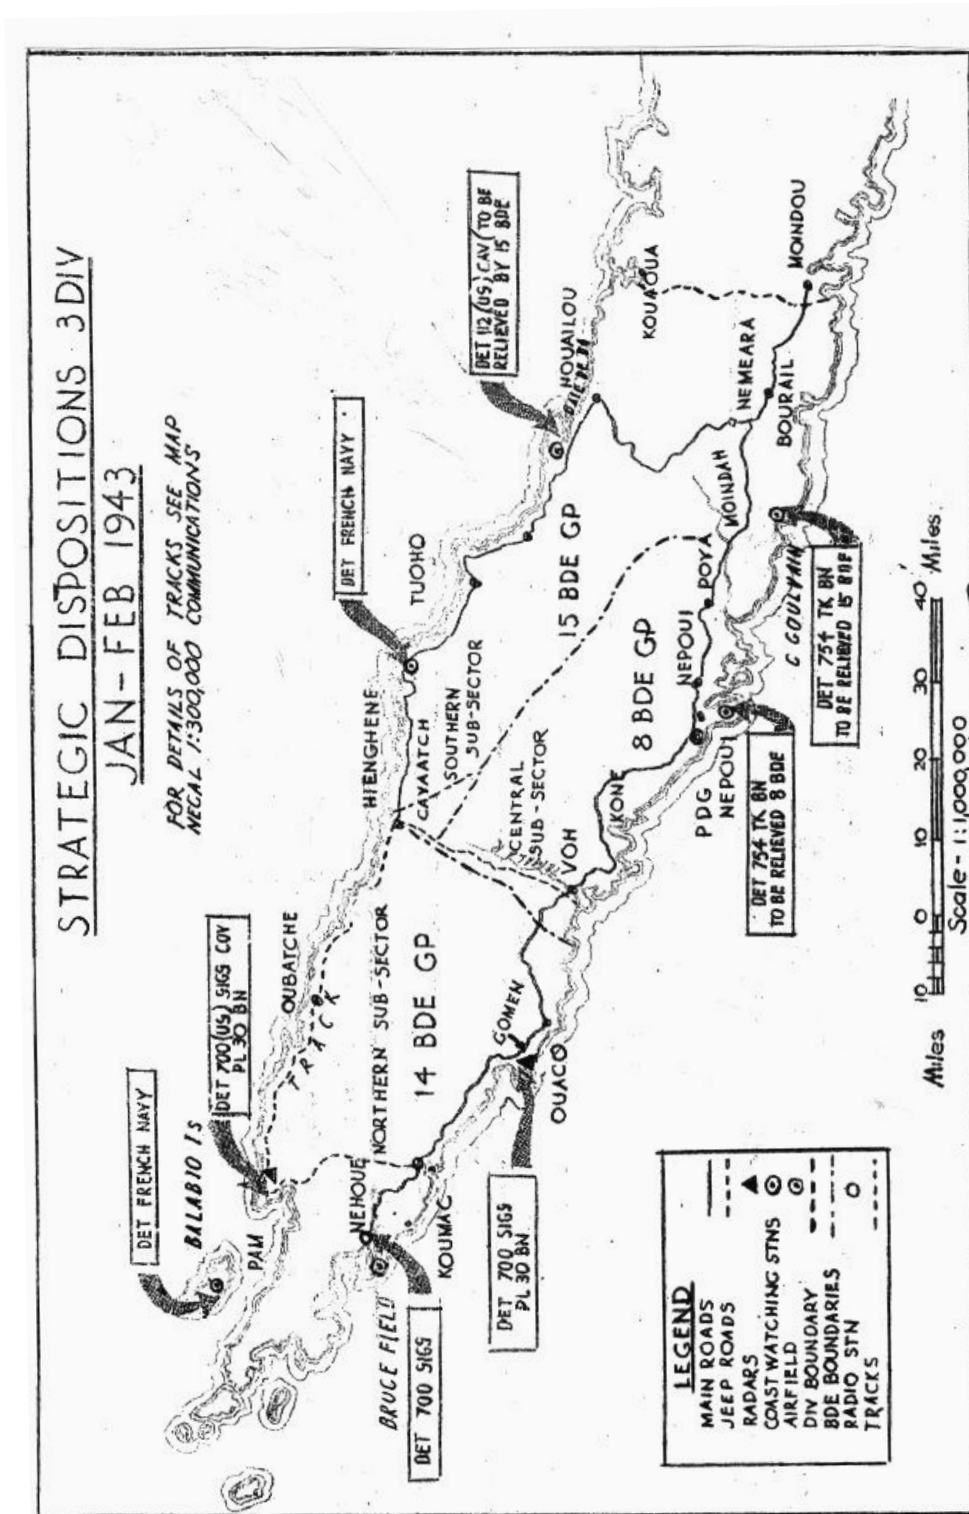 STRATEGIC DISPOSITIONS 3 DIV
JAN-FEB 1943
FOR DETAILS OF TRACKS SEE MAP
NEGAL 1:300,000 COMMUNICATIONS
DET FRENCH NAVY
BALABIO IS
PAM
DET 700 (US) SIGS COY
PL 30 BN
OUBATCHE
TRACK
HIENGHENE
CAYAATCH
DET FRENCH NAVY
TUOHO
DET 112 (US) CAV (TO BE
RELIEVED BY 15 BDE
HOUAILOU
KOUAOUA
NEHOUE
NORTHERN SUB-SECTOR
14 BDE GP
SOUTHERN
SUB-SECTOR
CENTRAL
SUB-SECTOR
15 BDE GP
8 BDE GP
BRUCE FIELD
DET 700 SIGS
KOUMAC
DET 700 SIGS
PL 30 BN
GOMEN
OUACO
VOH
KONE
PDG
NEPOUI
NEPOUI
POYA
MOINDAH
NEMEARA
BOURAIL
MOINDOU
C GOULVAIN
DET 754 TK BN
TO BE RELIEVED 8 BDE
DET 754 TK BN
TO BE RELIEVED 15 BDE
LEGEND
MAIN ROADS
JEEP ROADS
RADARS
COAST WATCHING STNS
AIRFIELD
DIV BOUNDARY
BDE BOUNDARIES
RADIO STN
TRACKS
Miles 10 0 10 20 30 40 Miles
Scale - 1:1,000,000